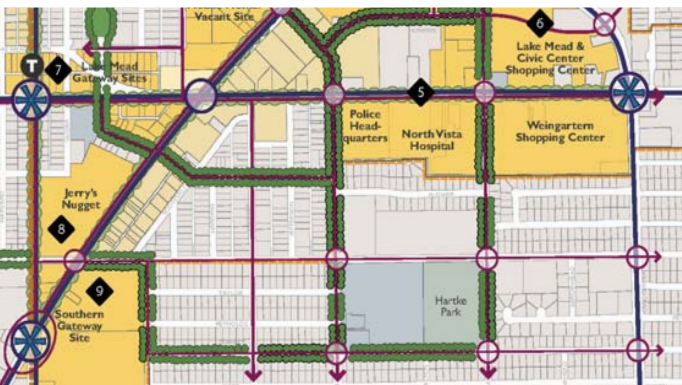 Vacant Site
6
Lake Mead &
Civic Center
Shopping Center
T
7
Lake Mead
Gateway Sites
5
Police
Head-
quarters
North Vista
Hospital
Weingartern
Shopping Center
Jerry's
Nugget
8
9
Southern
Gateway
Site
Hartke
Park